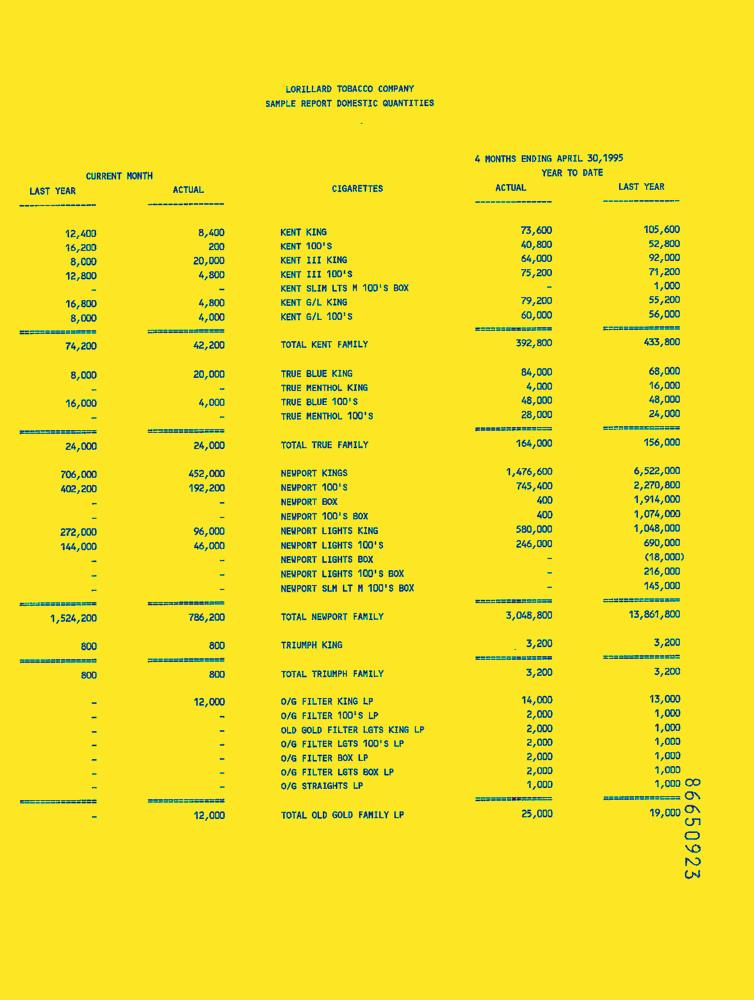 LORILLARD TOBACCO COMPANY
SAMPLE REPORT DOMESTIC QUANTITIES
4 MONTHS ENDING APRIL 30,1995
CURRENT MONTH YEAR TO DATE
LAST YEAR ACTUAL CIGARETTES ACTUAL LAST YEAR
12,400 8,400 KENT KING 73,600 105,600
16,200 200 KENT 100'S 40,800 52,800
8,000 20,000 KENT III KING 64,000 92,000
12,800 4,800 KENT III 100'S 75,200 71,200
- - KENT SLIM LTS M 100'S BOX - 1,000
16,800 4,800 KENT G/L KING 79,200 55,200
8,000 4,000 KENT G/L 100'S 60,000 56,000
74,200 42,200 TOTAL KENT FAMILY 392,800 433,800
8,000 20,000 TRUE BLUE KING 84,000 68,000
- - TRUE MENTHOL KING 4,000 16,000
16,000 4,000 TRUE BLUE 100'S 48,000 48,000
- - TRUE MENTHOL 100'S 28,000 24,000
24,000 24,000 TOTAL TRUE FAMILY 164,000 156,000
706,000 452,000 NEWPORT KINGS 1,476,600 6,522,000
402,200 192,200 NEWPORT 100'S 745,400 2,270,800
- - NEWPORT BOX 400 1,914,000
- - NEWPORT 100'S BOX 400 1,074,000
272,000 96,000 NEWPORT LIGHTS KING 580,000 1,048,000
144,000 46,000 NEWPORT LIGHTS 100'S 246,000 690,000
- - NEWPORT LIGHTS BOX - (18,000)
- - NEWPORT LIGHTS 100'S BOX - 216,000
- - NEWPORT SLM LT M 100'S BOX - 145,000
1,524,200 786,200 TOTAL NEWPORT FAMILY 3,048,800 13,861,800
800 800 TRIUMPH KING 3,200 3,200
800 800 TOTAL TRIUMPH FAMILY 3,200 3,200
- 12,000 O/G FILTER KING LP 14,000 13,000
- - O/G FILTER 100'S LP 2,000 1,000
- - OLD GOLD FILTER LGTS KING LP 2,000 1,000
- - O/G FILTER LGTS 100'S LP 2,000 1,000
- - O/G FILTER BOX LP 2,000 1,000
- - O/G FILTER LGTS BOX LP 2,000 1,000
- - O/G STRAIGHTS LP 1,000 1,000
- 12,000 TOTAL OLD GOLD FAMILY LP 25,000 19,000
86650923